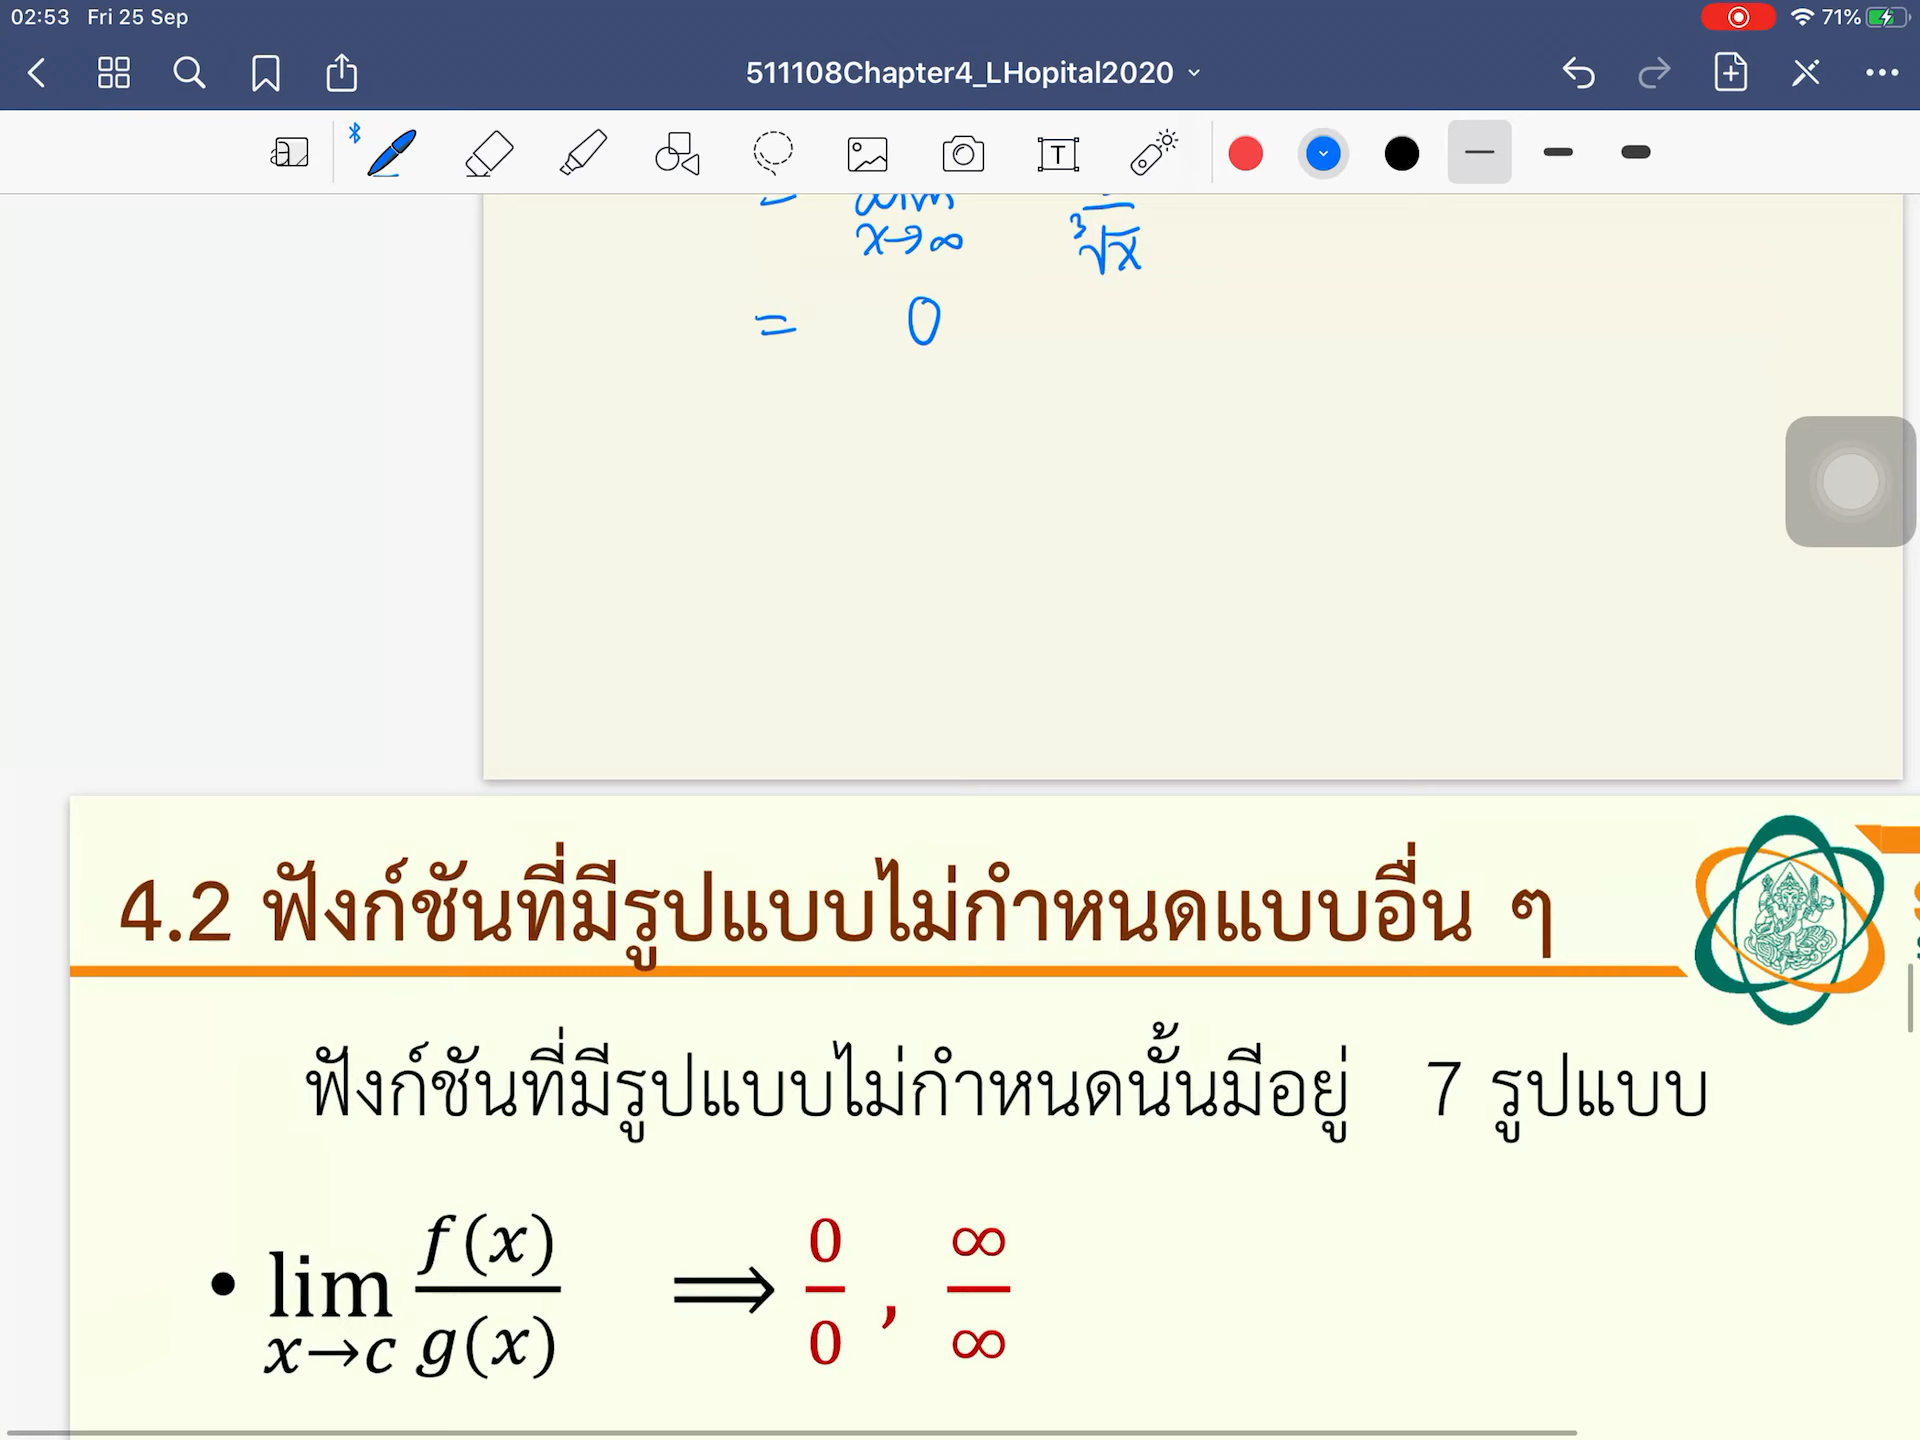 02:53 Fri 25 Sep
71%
511108Chapter4_LHopital2020
= lim
x→∞ ∛x
= 0
4.2 ฟังก์ชันที่มีรูปแบบไม่กำหนดแบบอื่น ๆ
ฟังก์ชันที่มีรูปแบบไม่กำหนดนั้นมีอยู่ 7 รูปแบบ
• lim x→c f(x)/g(x) ⟹ 0/0 , ∞/∞